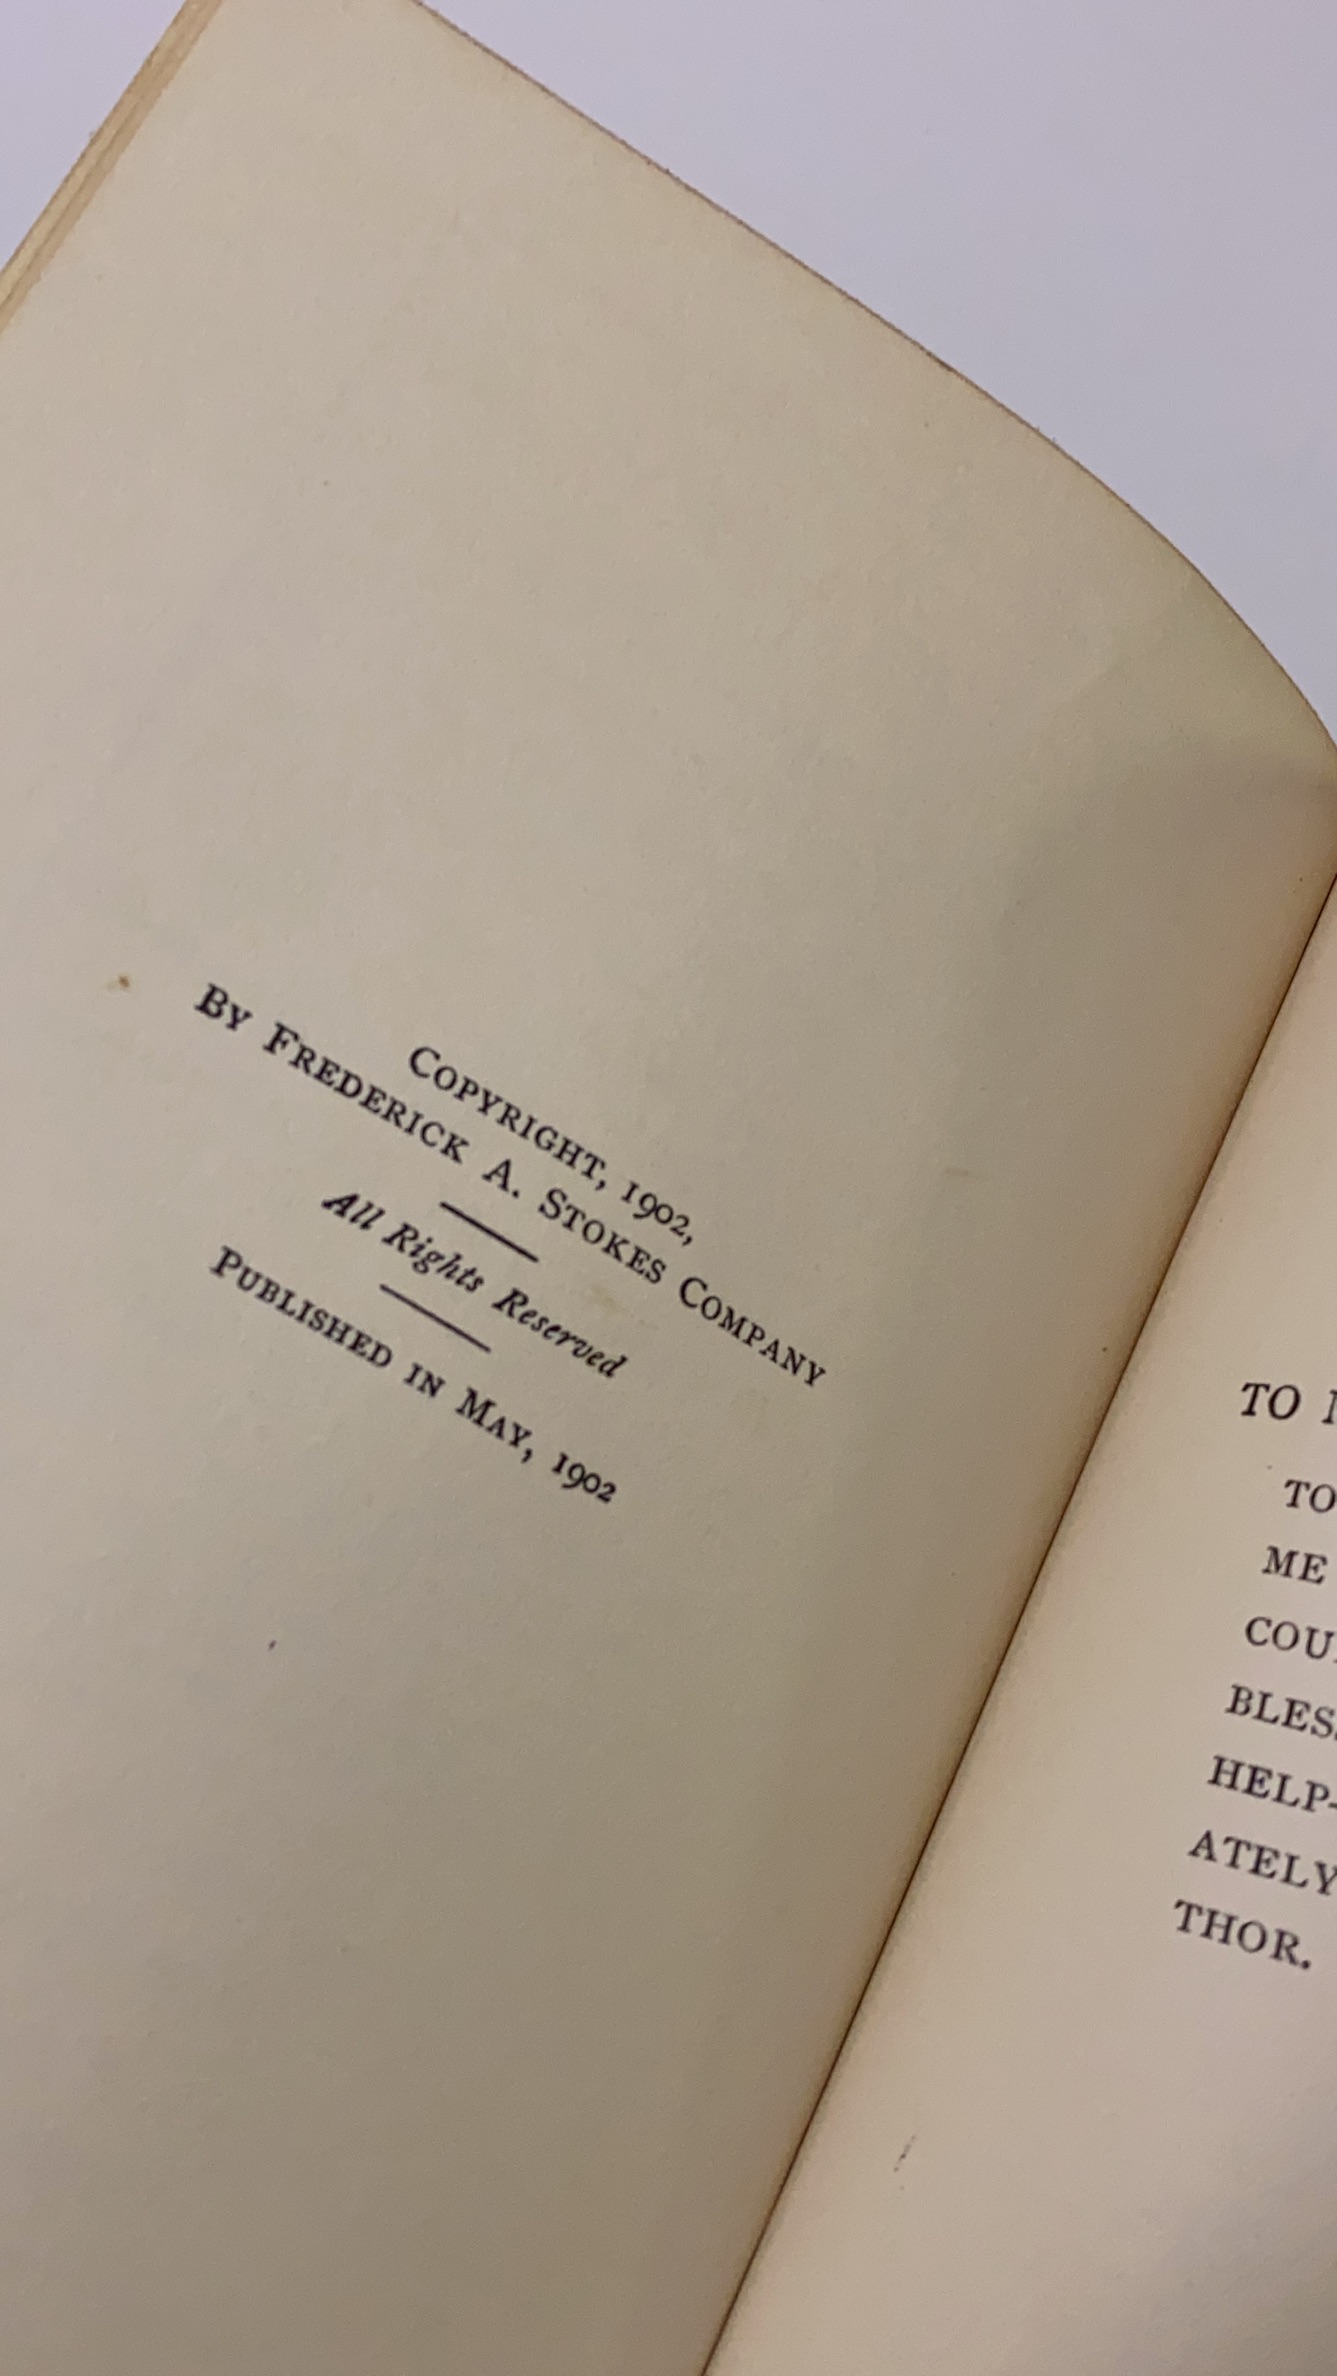 Copyright, 1902,
By Frederick A. Stokes Company
All Rights Reserved
Published in May, 1902
TO
TO
ME
COU
BLES
HELP-
ATELY
THOR.